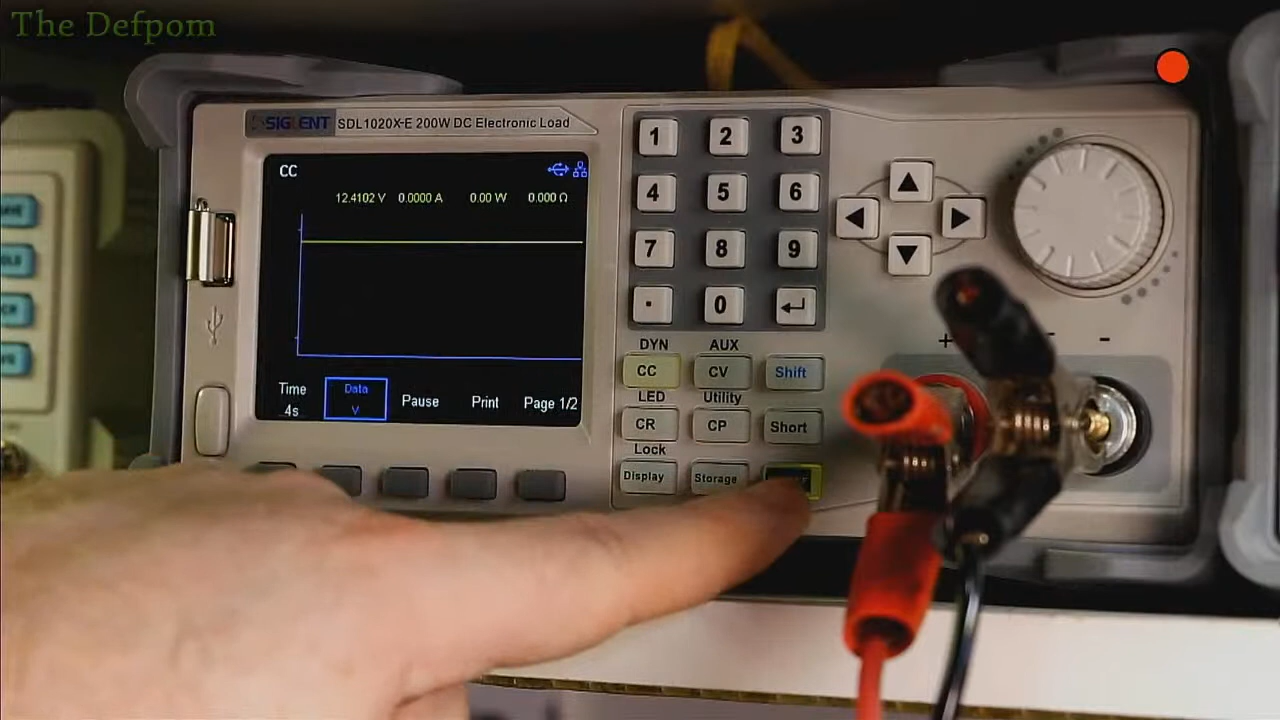 The Defpom
SIGLENT SDL1020X-E 200W DC Electronic Load
CC
12.4102 V 0.0000 A 0.00 W 0.000 Ω
Time
4s
Data
V
Pause
Print
Page 1/2
1 2 3
4 5 6
7 8 9
. 0
DYN AUX
CC CV Shift
LED Utility
CR CP Short
Lock
Display Storage
+ -